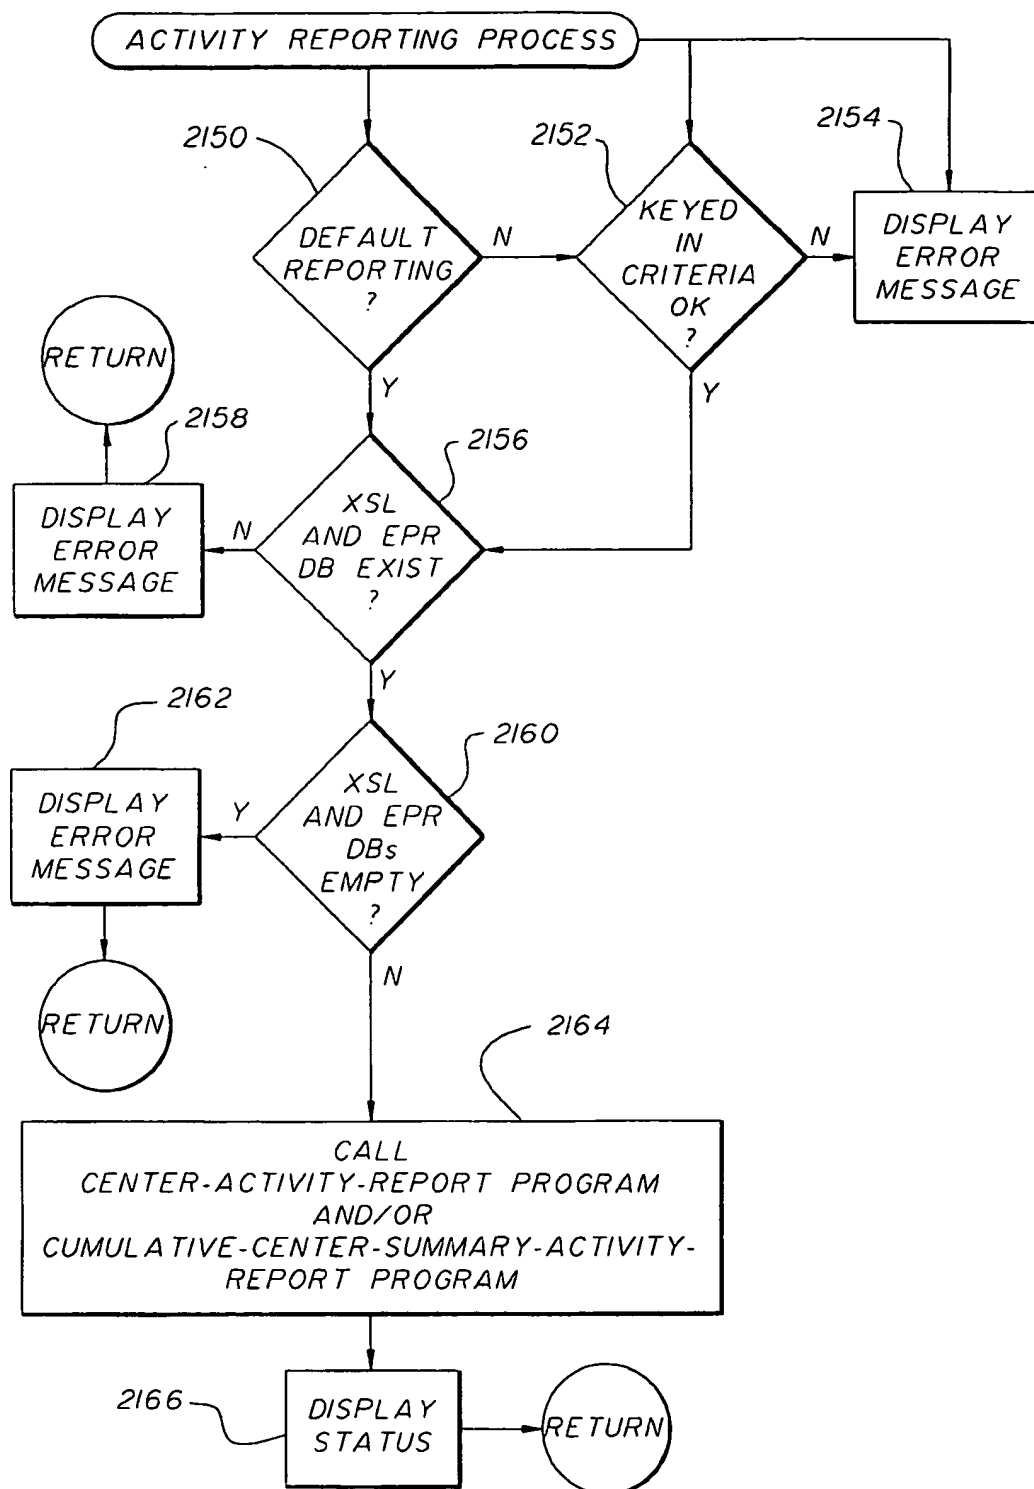 ACTIVITY REPORTING PROCESS
2150
2152
2154
DEFAULT
REPORTING
?
N
KEYED
IN
CRITERIA
OK
?
N
DISPLAY
ERROR
MESSAGE
RETURN
Y
Y
2158
2156
DISPLAY
ERROR
MESSAGE
N
XSL
AND EPR
DB EXIST
?
Y
2162
2160
DISPLAY
ERROR
MESSAGE
Y
XSL
AND EPR
DBs
EMPTY
?
N
RETURN
2164
CALL
CENTER-ACTIVITY-REPORT PROGRAM
AND/OR
CUMULATIVE-CENTER-SUMMARY-ACTIVITY-
REPORT PROGRAM
2166
DISPLAY
STATUS
RETURN